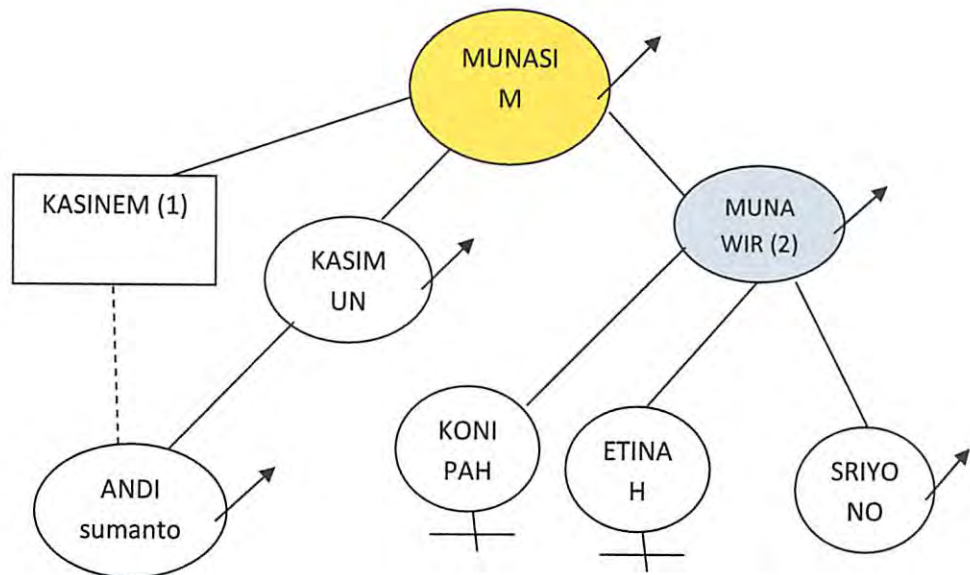 MUNASI
M
KASINEM (1)
MUNA
WIR (2)
KASIM
UN
KONI
PAH
ETINA
H
SRIYO
NO
ANDI
sumanto